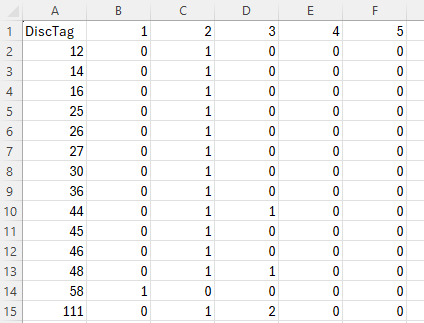 A B C D E F
1 DiscTag 1 2 3 4 5
2 12 0 1 0 0 0
3 14 0 1 0 0 0
4 16 0 1 0 0 0
5 25 0 1 0 0 0
6 26 0 1 0 0 0
7 27 0 1 0 0 0
8 30 0 1 0 0 0
9 36 0 1 0 0 0
10 44 0 1 1 0 0
11 45 0 1 0 0 0
12 46 0 1 0 0 0
13 48 0 1 1 0 0
14 58 1 0 0 0 0
15 111 0 1 2 0 0